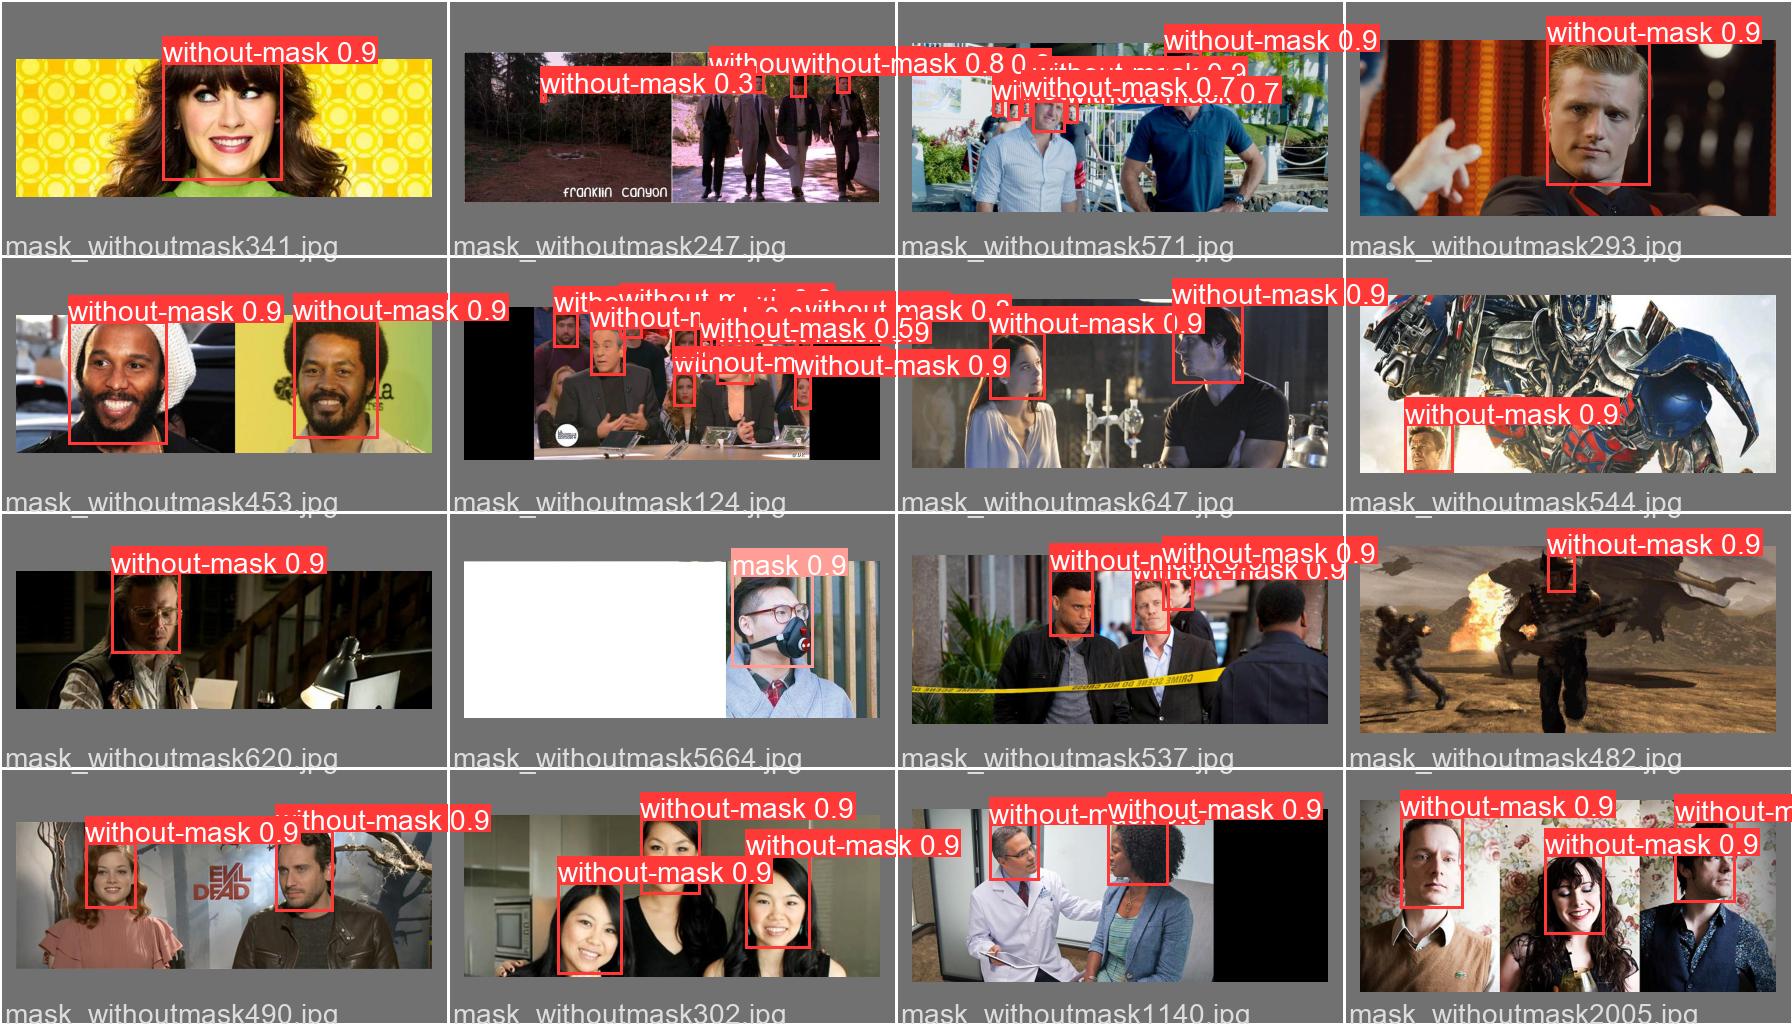 without-mask 0.9
mask_withoutmask341.jpg
without-mask 0.3
without-mask 0.8
franklin canyon
mask_withoutmask247.jpg
without-mask 0.9
without-mask 0.7
0.7
mask_withoutmask571.jpg
without-mask 0.9
mask_withoutmask293.jpg
without-mask 0.9
without-mask 0.9
mask_withoutmask453.jpg
without-mask 0.59
without-mask 0.9
mask_withoutmask124.jpg
without-mask 0.9
without-mask 0.9
mask_withoutmask647.jpg
without-mask 0.9
mask_withoutmask544.jpg
without-mask 0.9
mask_withoutmask620.jpg
mask 0.9
mask_withoutmask5664.jpg
without-mask 0.9
without-mask 0.9
CRIME SCENE DO NOT CROSS
mask_withoutmask537.jpg
without-mask 0.9
mask_withoutmask482.jpg
without-mask 0.9
without-mask 0.9
EVIL
DEAD
mask_withoutmask490.jpg
without-mask 0.9
without-mask 0.9
without-mask 0.9
mask_withoutmask302.jpg
without-m
without-mask 0.9
mask_withoutmask1140.jpg
without-mask 0.9
without-m
without-mask 0.9
mask_withoutmask2005.jpg